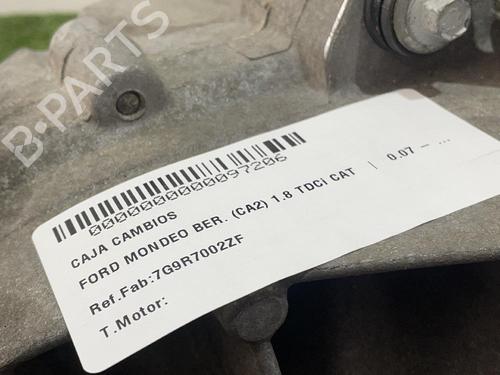 B-PARTS
0000000000097206
CAJA CAMBIOS
FORD MONDEO BER. (CA2) 1.8 TDCi CAT | 0.07 – ...
Ref.Fab:7G9R7002ZF
T.Motor: